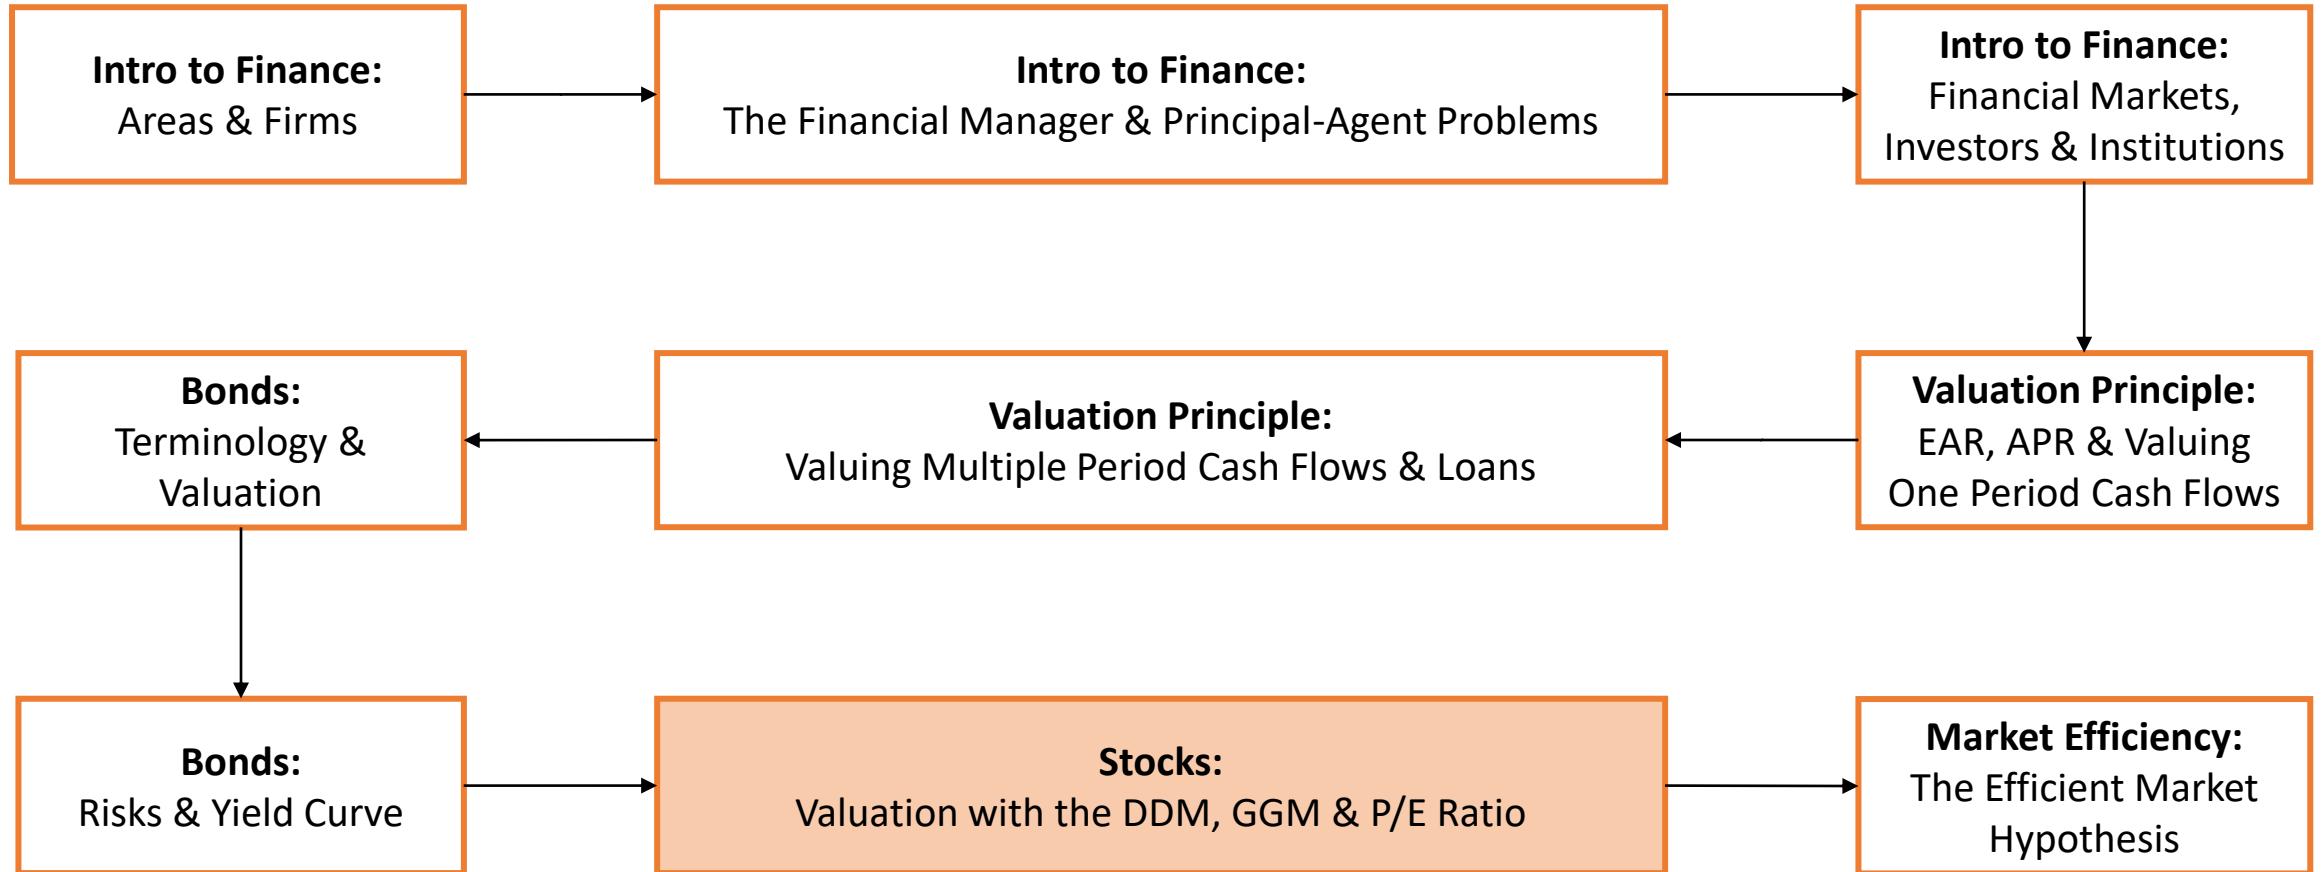 Intro to Finance:
Areas & Firms
Intro to Finance:
The Financial Manager & Principal-Agent Problems
Intro to Finance:
Financial Markets,
Investors & Institutions
Valuation Principle:
EAR, APR & Valuing
One Period Cash Flows
Valuation Principle:
Valuing Multiple Period Cash Flows & Loans
Bonds:
Terminology &
Valuation
Bonds:
Risks & Yield Curve
Stocks:
Valuation with the DDM, GGM & P/E Ratio
Market Efficiency:
The Efficient Market
Hypothesis